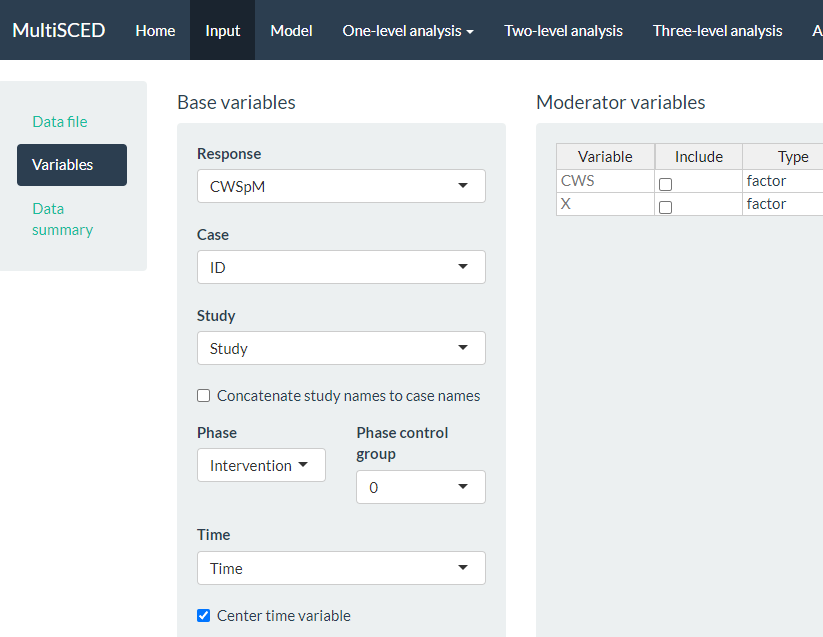 MultiSCED Home Input Model One-level analysis Two-level analysis Three-level analysis A
Data file
Variables
Data
summary
Base variables
Response
CWSpM
Case
ID
Study
Study
Concatenate study names to case names
Phase
Intervention
Phase control
group
0
Time
Time
Center time variable
Moderator variables
Variable Include Type
CWS factor
X factor